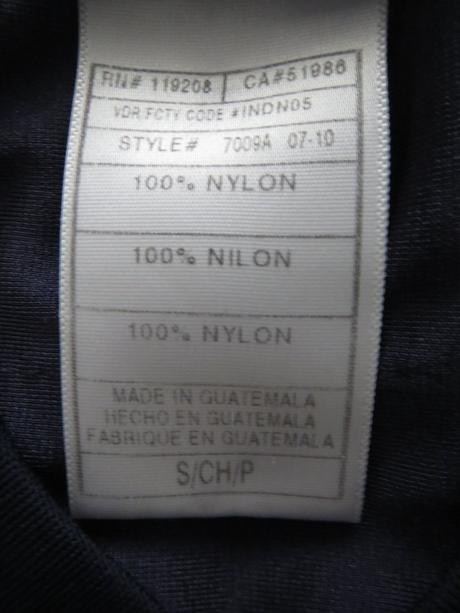 RN# 119208 CA#51986
VDR FCTY CODE #INDN05
STYLE# 7009A 07-10
100% NYLON
100% NILON
100% NYLON
MADE IN GUATEMALA
HECHO EN GUATEMALA
FABRIQUE EN GUATEMALA
S/CH/P